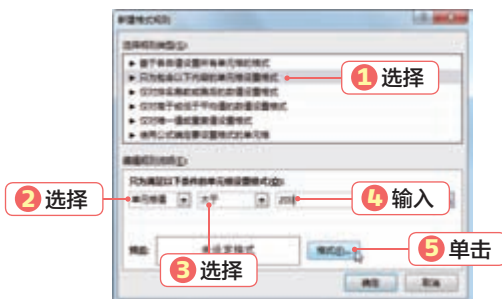 新建格式规则
选择规则类型(S):
► 基于各自值设置所有单元格的格式
► 只为包含以下内容的单元格设置格式
► 仅对排名靠前或靠后的数值设置格式
► 仅对高于或低于平均值的数值设置格式
► 仅对唯一值或重复值设置格式
► 使用公式确定要设置格式的单元格
1 选择
编辑规则说明(E):
只为满足以下条件的单元格设置格式(O):
2 选择
单元格值
大于
4 输入
3 选择
预览:
未设定格式
格式(F)...
5 单击
确定
取消